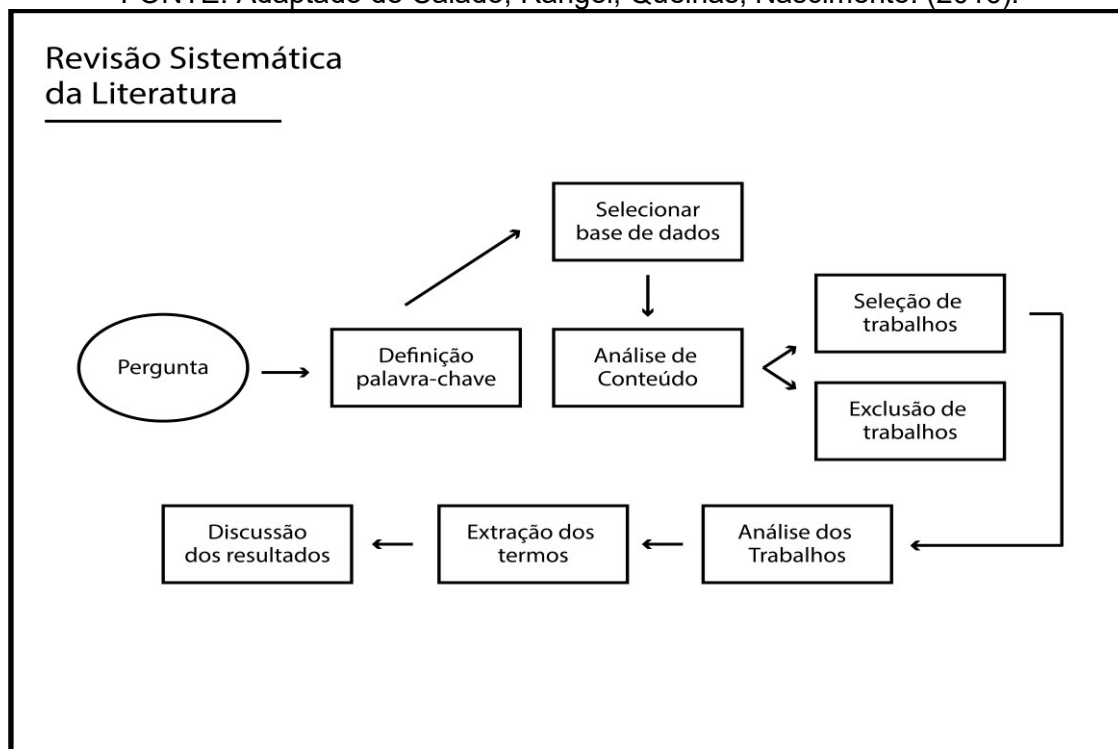 Revisão Sistemática
da Literatura
Selecionar
base de dados
Pergunta
Definição
palavra-chave
Análise de
Conteúdo
Seleção de
trabalhos
Exclusão de
trabalhos
Discussão
dos resultados
Extração dos
termos
Análise dos
Trabalhos